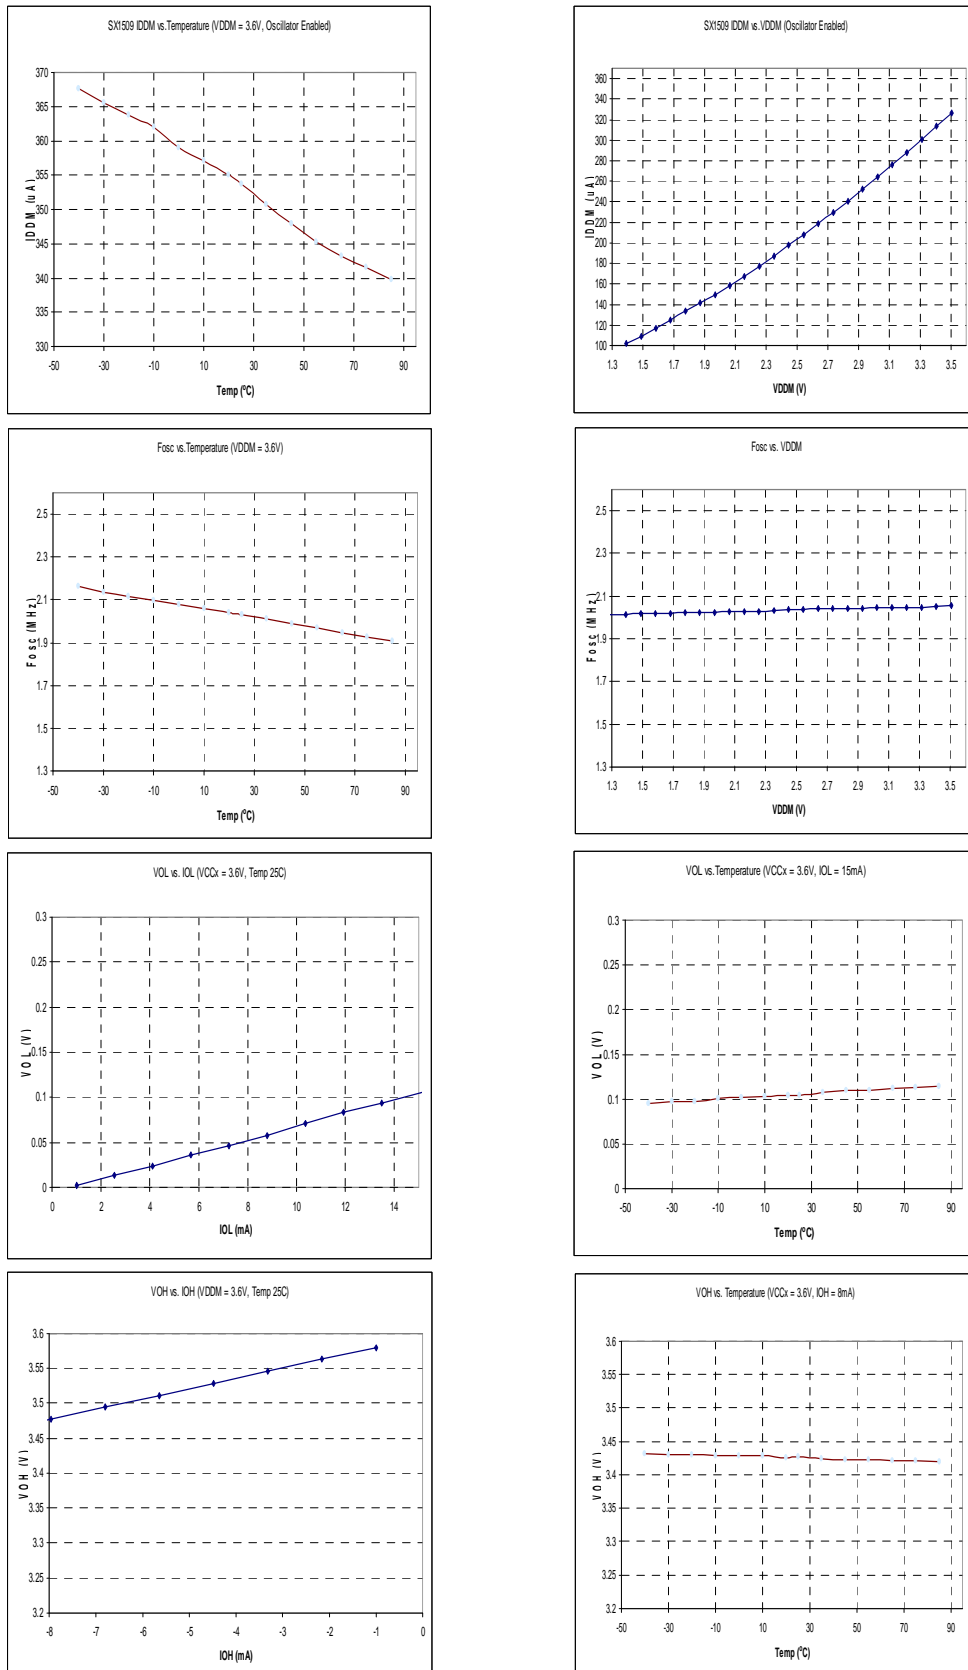 SX1509 IDDM vs.Temperature (VDDM = 3.6V, Oscillator Enabled)
370
365
360
355
350
345
340
335
330
IDDM (uA)
-50 -30 -10 10 30 50 70 90
Temp (°C)
SX1509 IDDM vs.VDDM (Oscillator Enabled)
360
340
320
300
280
260
240
220
200
180
160
140
120
100
IDDM (uA)
1.3 1.5 1.7 1.9 2.1 2.3 2.5 2.7 2.9 3.1 3.3 3.5
VDDM (V)
Fosc vs.Temperature (VDDM = 3.6V)
2.5
2.3
2.1
1.9
1.7
1.5
1.3
Fosc (MHz)
-50 -30 -10 10 30 50 70 90
Temp (°C)
Fosc vs. VDDM
2.5
2.3
2.1
1.9
1.7
1.5
1.3
Fosc (MHz)
1.3 1.5 1.7 1.9 2.1 2.3 2.5 2.7 2.9 3.1 3.3 3.5
VDDM (V)
VOL vs. IOL (VCCx = 3.6V, Temp 25C)
0.3
0.25
0.2
0.15
0.1
0.05
0
VOL (V)
0 2 4 6 8 10 12 14
IOL (mA)
VOL vs.Temperature (VCCx = 3.6V, IOL = 15mA)
0.3
0.25
0.2
0.15
0.1
0.05
0
VOL (V)
-50 -30 -10 10 30 50 70 90
Temp (°C)
VOH vs. IOH (VDDM = 3.6V, Temp 25C)
3.6
3.55
3.5
3.45
3.4
3.35
3.3
3.25
3.2
VOH (V)
-8 -7 -6 -5 -4 -3 -2 -1 0
IOH (mA)
VOH vs. Temperature (VCCx = 3.6V, IOH = 8mA)
3.6
3.55
3.5
3.45
3.4
3.35
3.3
3.25
3.2
VOH (V)
-50 -30 -10 10 30 50 70 90
Temp (°C)